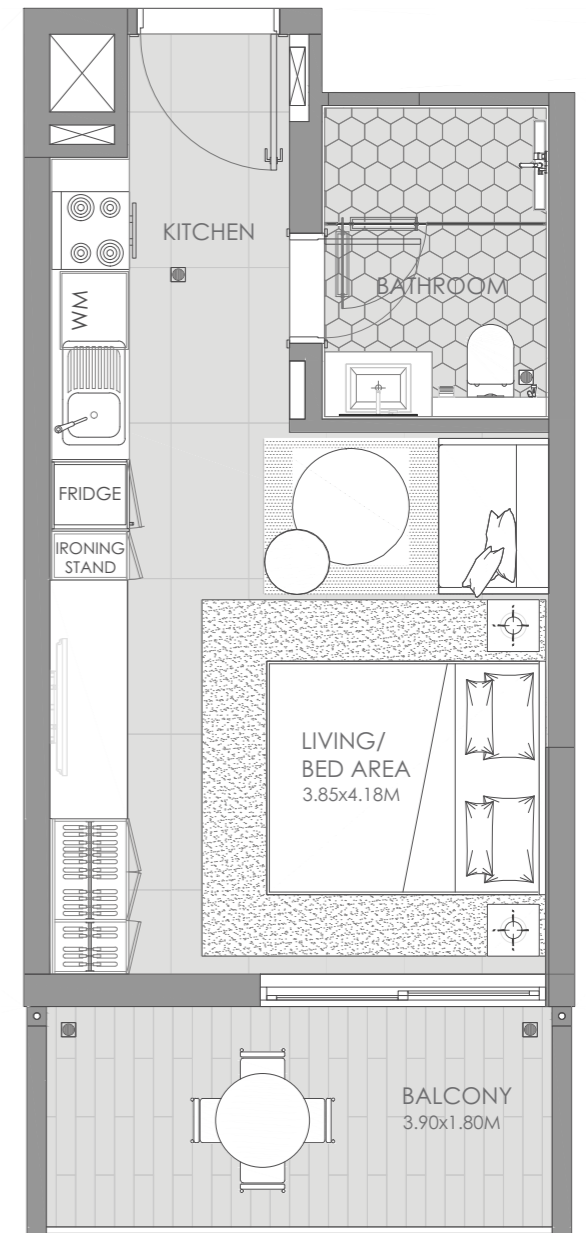 KITCHEN
BATHROOM
WM
FRIDGE
IRONING
STAND
LIVING/
BED AREA
3.85x4.18M
BALCONY
3.90x1.80M